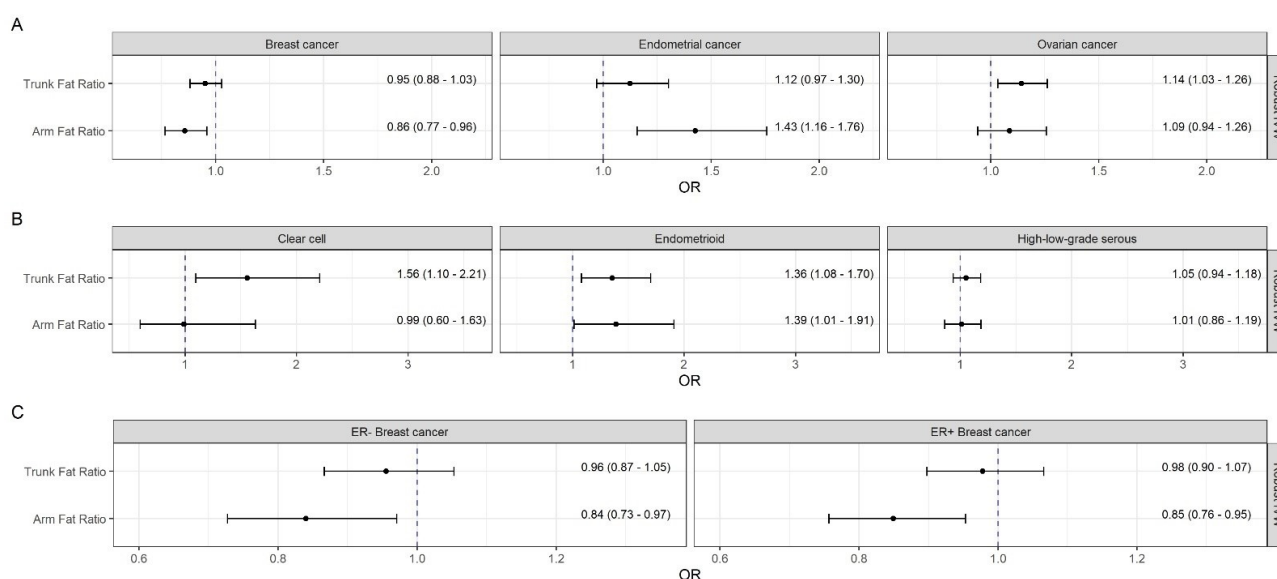 A
Breast cancer
Endometrial cancer
Ovarian cancer
Trunk Fat Ratio
0.95 (0.88 - 1.03)
1.12 (0.97 - 1.30)
1.14 (1.03 - 1.26)
Arm Fat Ratio
0.86 (0.77 - 0.96)
1.43 (1.16 - 1.76)
1.09 (0.94 - 1.26)
1.0 1.5 2.0
1.0 1.5 2.0
1.0 1.5 2.0
OR
B
Clear cell
Endometrioid
High-low-grade serous
Trunk Fat Ratio
1.56 (1.10 - 2.21)
1.36 (1.08 - 1.70)
1.05 (0.94 - 1.18)
Arm Fat Ratio
0.99 (0.60 - 1.63)
1.39 (1.01 - 1.91)
1.01 (0.86 - 1.19)
1 2 3
1 2 3
1 2 3
OR
C
ER- Breast cancer
ER+ Breast cancer
Trunk Fat Ratio
0.96 (0.87 - 1.05)
0.98 (0.90 - 1.07)
Arm Fat Ratio
0.84 (0.73 - 0.97)
0.85 (0.76 - 0.95)
0.6 0.8 1.0 1.2
0.6 0.8 1.0 1.2
OR